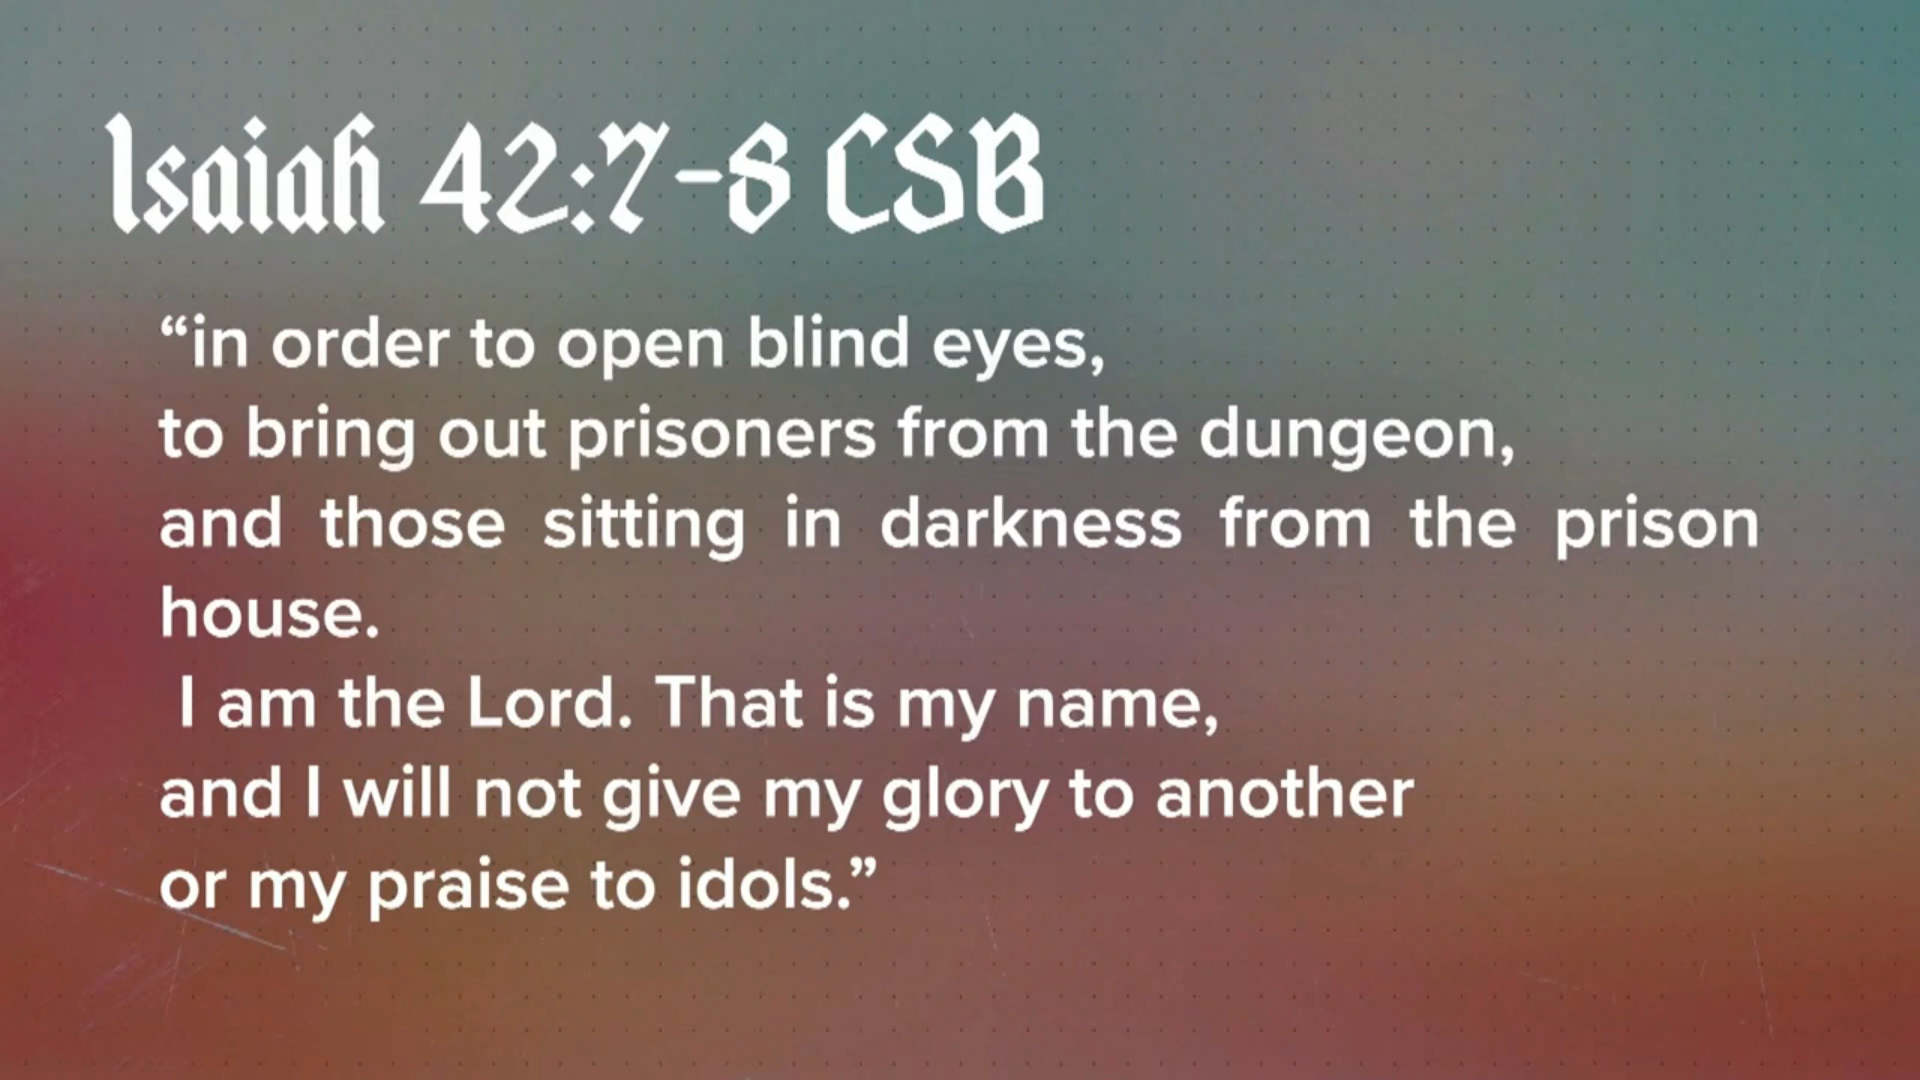 Isaiah 42:7-8 CSB
“in order to open blind eyes,
to bring out prisoners from the dungeon,
and those sitting in darkness from the prison
house.
I am the Lord. That is my name,
and I will not give my glory to another
or my praise to idols.”